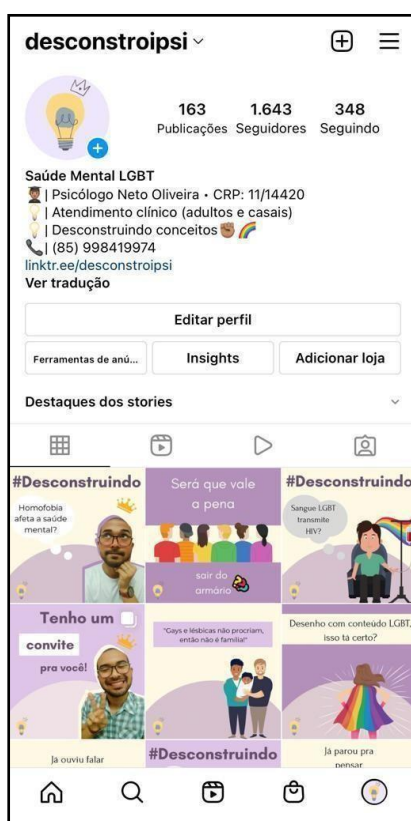 desconstroipsi
163 1.643 348
Publicações Seguidores Seguindo
Saúde Mental LGBT
| Psicólogo Neto Oliveira • CRP: 11/14420
| Atendimento clínico (adultos e casais)
| Desconstruindo conceitos
| (85) 998419974
linktr.ee/desconstroipsi
Ver tradução
Editar perfil
Ferramentas de anú... Insights Adicionar loja
Destaques dos stories
#Desconstruindo
Homofobia
afeta a saúde
mental?
Será que vale
a pena
sair do
armário
#Desconstruindo
Sangue LGBT
transmite
HIV?
Tenho um
convite
pra você!
"Gays e lésbicas não procriam,
então não é família!"
Desenho com conteúdo LGBT,
isso tá certo?
Já ouviu falar
#Desconstruindo
Já parou pra
pensar